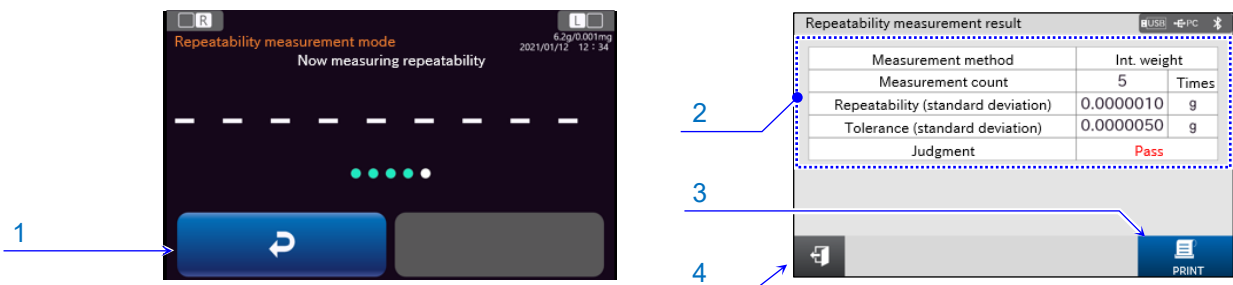 R
L
Repeatability measurement mode
6.2g/0.001mg
2021/01/12 12:34
Now measuring repeatability
1
Repeatability measurement result
USB PC
Measurement method Int. weight
Measurement count 5 Times
Repeatability (standard deviation) 0.0000010 g
Tolerance (standard deviation) 0.0000050 g
Judgment Pass
2
3
4
PRINT